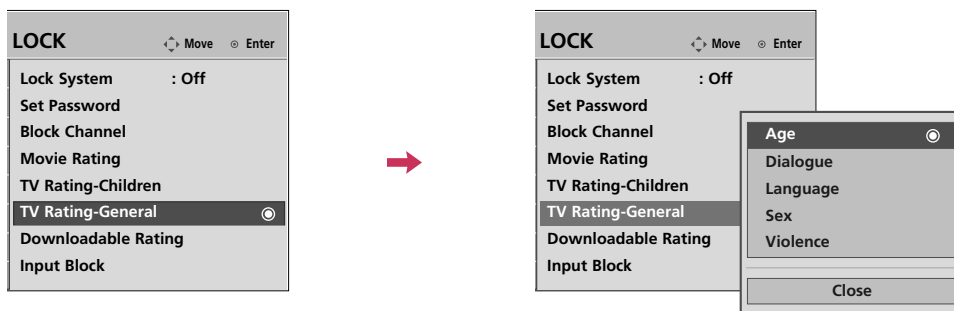 LOCK Move Enter
Lock System : Off
Set Password
Block Channel
Movie Rating
TV Rating-Children
TV Rating-General
Downloadable Rating
Input Block
LOCK Move Enter
Lock System : Off
Set Password
Block Channel
Movie Rating
TV Rating-Children
TV Rating-General
Downloadable Rating
Input Block
Age
Dialogue
Language
Sex
Violence
Close